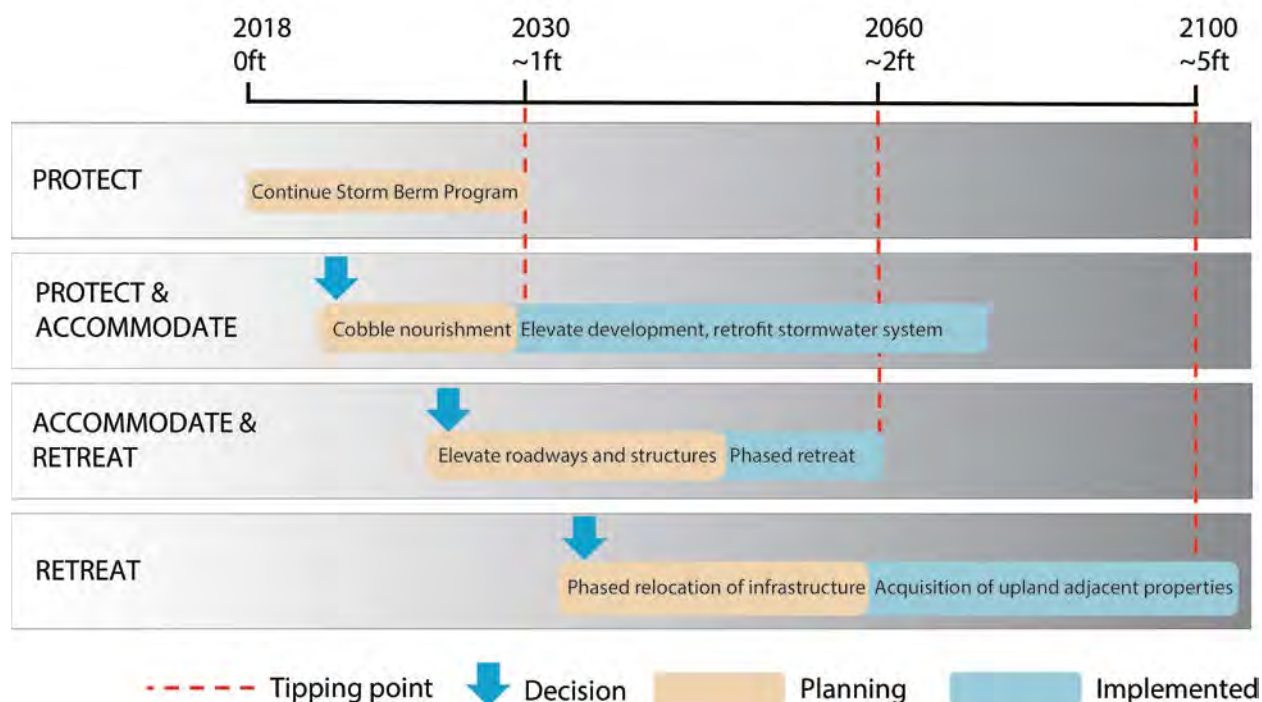 2018 2030 2060 2100
0ft ~1ft ~2ft ~5ft
PROTECT
Continue Storm Berm Program
PROTECT &
ACCOMMODATE
Cobble nourishment Elevate development, retrofit stormwater system
ACCOMMODATE &
RETREAT
Elevate roadways and structures Phased retreat
RETREAT
Phased relocation of infrastructure Acquisition of upland adjacent properties
Tipping point Decision Planning Implemented